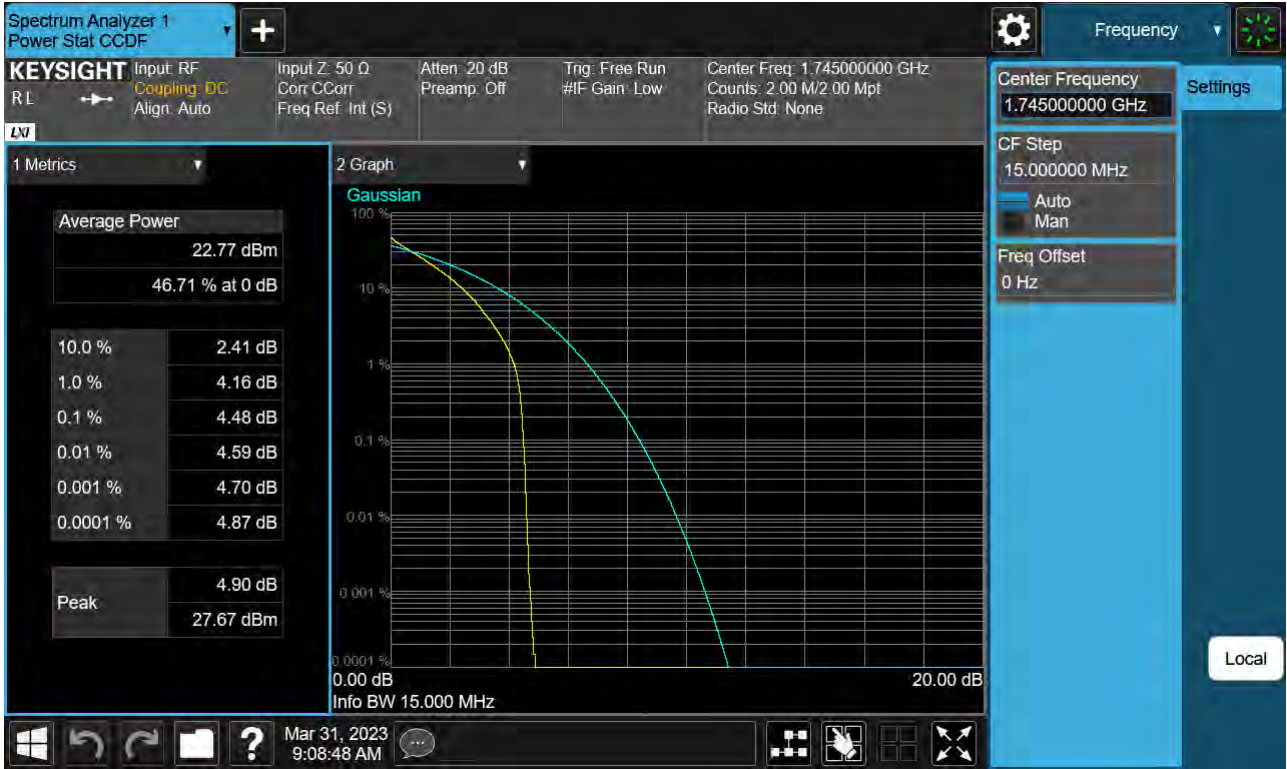 Spectrum Analyzer 1
Power Stat CCDF
Frequency
KEYSIGHT
R L
LXI
Input: RF
Coupling: DC
Align: Auto
Input Z: 50 Ω
Corr CCorr
Freq Ref: Int (S)
Atten: 20 dB
Preamp: Off
Trig: Free Run
#IF Gain: Low
Center Freq: 1.745000000 GHz
Counts: 2.00 M/2.00 Mpt
Radio Std: None
1 Metrics
Average Power
22.77 dBm
46.71 % at 0 dB
10.0 % 2.41 dB
1.0 % 4.16 dB
0.1 % 4.48 dB
0.01 % 4.59 dB
0.001 % 4.70 dB
0.0001 % 4.87 dB
Peak
4.90 dB
27.67 dBm
2 Graph
Gaussian
100 %
10 %
1 %
0.1 %
0.01 %
0.001 %
0.0001 %
0.00 dB 20.00 dB
Info BW 15.000 MHz
Center Frequency
1.745000000 GHz
CF Step
15.000000 MHz
Auto
Man
Freq Offset
0 Hz
Settings
Local
?
Mar 31, 2023
9:08:48 AM